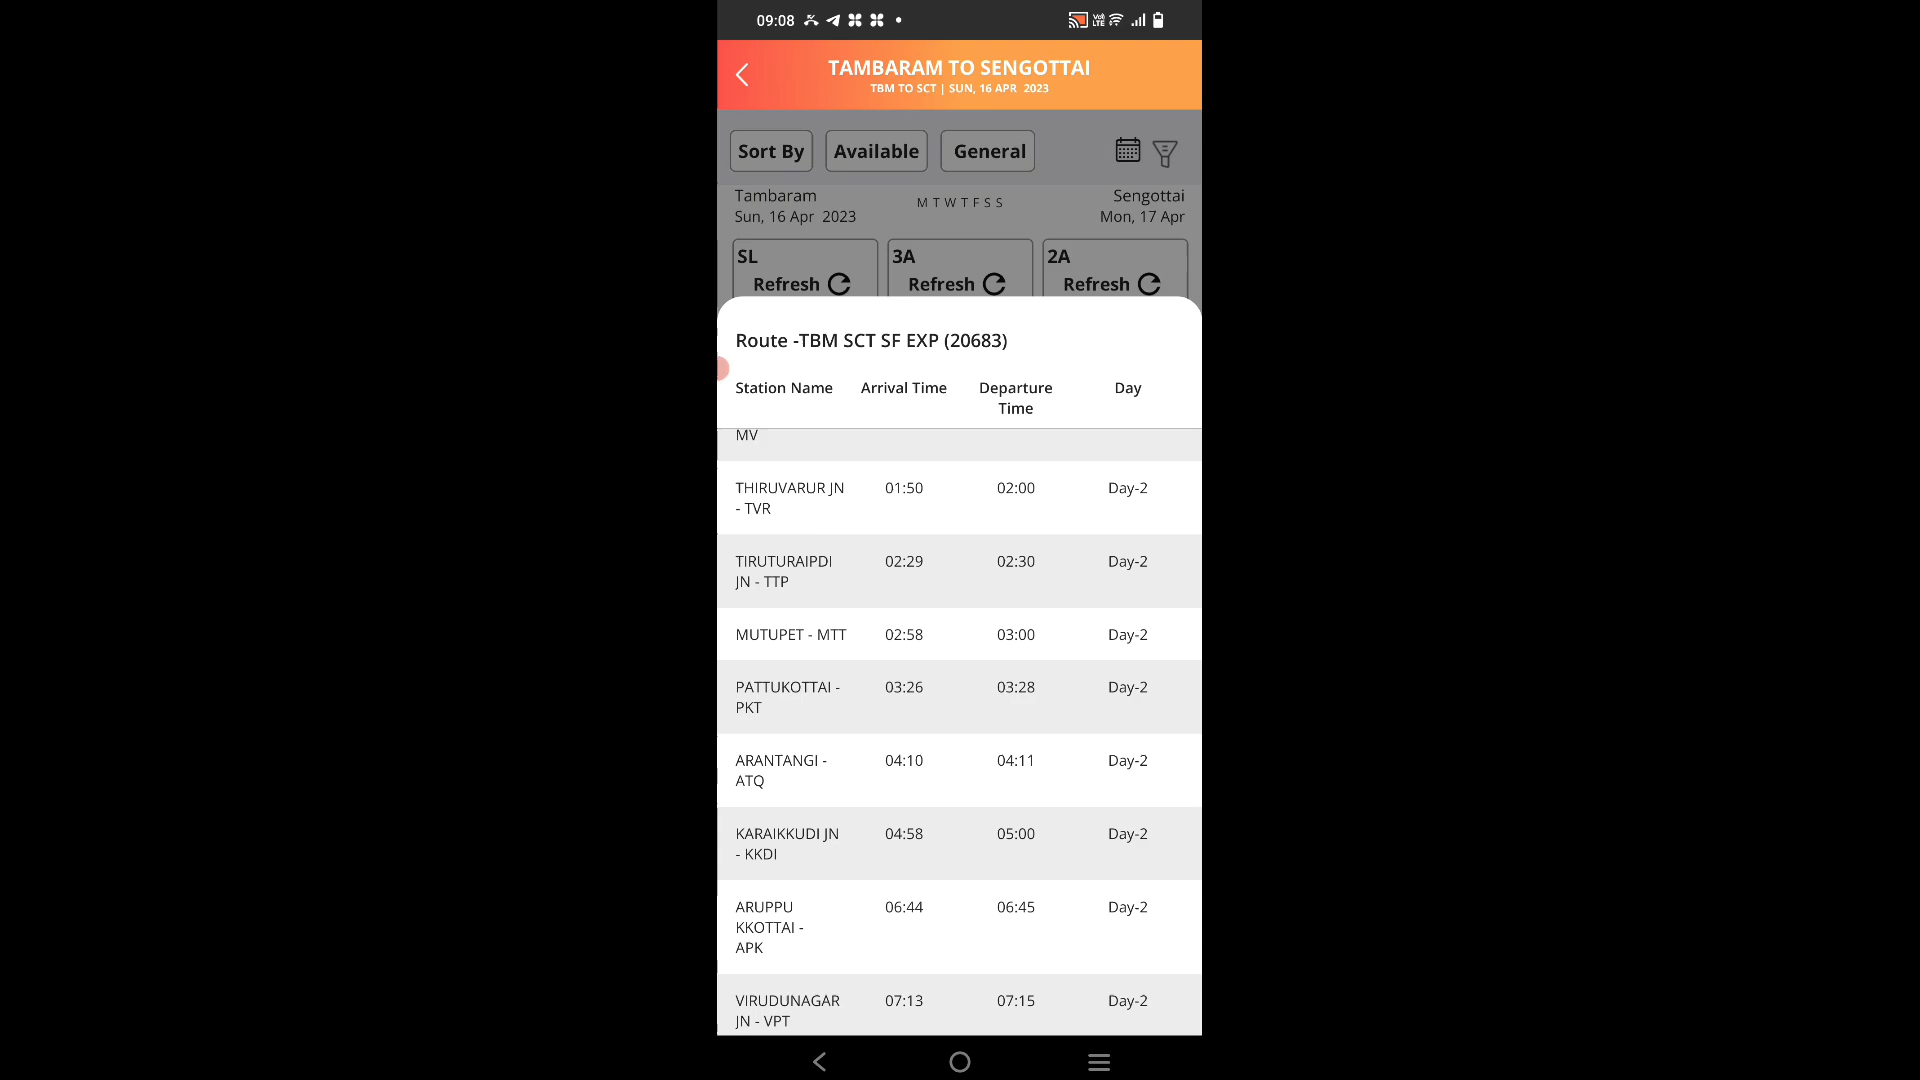 09:08
Vo) LTE
TAMBARAM TO SENGOTTAI
TBM TO SCT | SUN, 16 APR 2023
Sort By Available General
Tambaram M T W T F S S Sengottai
Sun, 16 Apr 2023 Mon, 17 Apr
SL 3A 2A
Refresh Refresh Refresh
Route -TBM SCT SF EXP (20683)
Station Name Arrival Time Departure Day
Time
MV
THIRUVARUR JN 01:50 02:00 Day-2
- TVR
TIRUTURAIPDI 02:29 02:30 Day-2
JN - TTP
MUTUPET - MTT 02:58 03:00 Day-2
PATTUKOTTAI - 03:26 03:28 Day-2
PKT
ARANTANGI - 04:10 04:11 Day-2
ATQ
KARAIKKUDI JN 04:58 05:00 Day-2
- KKDI
ARUPPU 06:44 06:45 Day-2
KKOTTAI -
APK
VIRUDUNAGAR 07:13 07:15 Day-2
JN - VPT